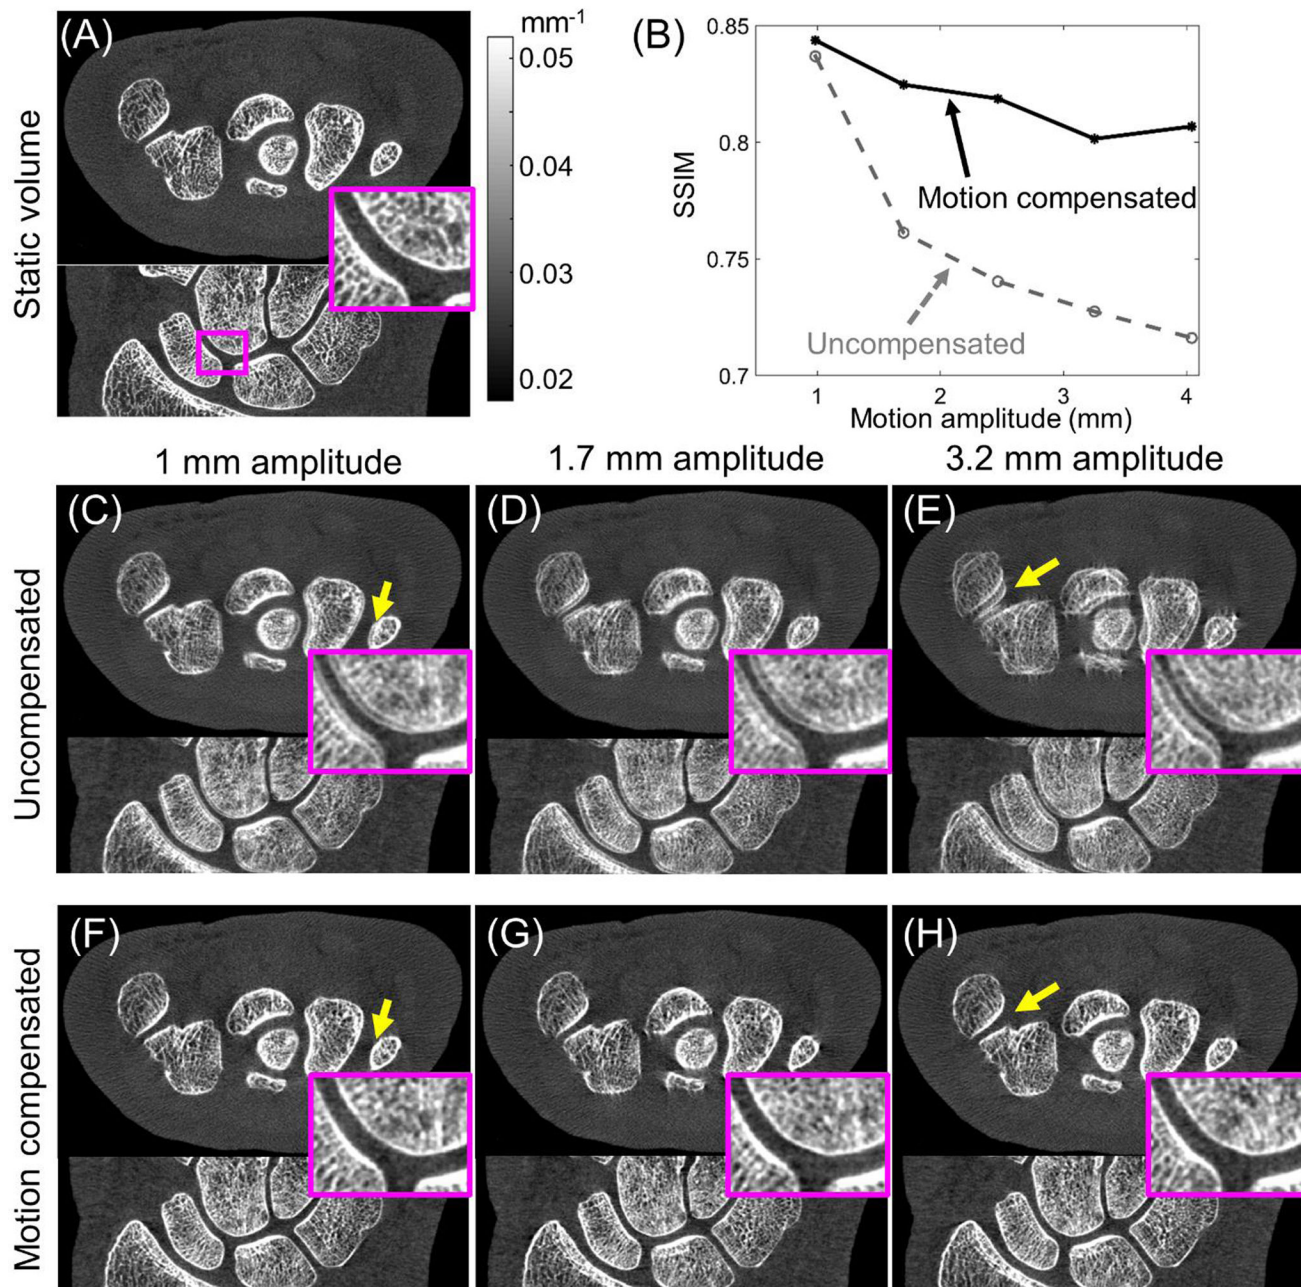 (A)
Static volume
mm-1
0.05
0.04
0.03
0.02
(B)
0.85
0.8
0.75
0.7
SSIM
Motion compensated
Uncompensated
1
2
3
4
Motion amplitude (mm)
1 mm amplitude
1.7 mm amplitude
3.2 mm amplitude
Uncompensated
(C)
(D)
(E)
Motion compensated
(F)
(G)
(H)